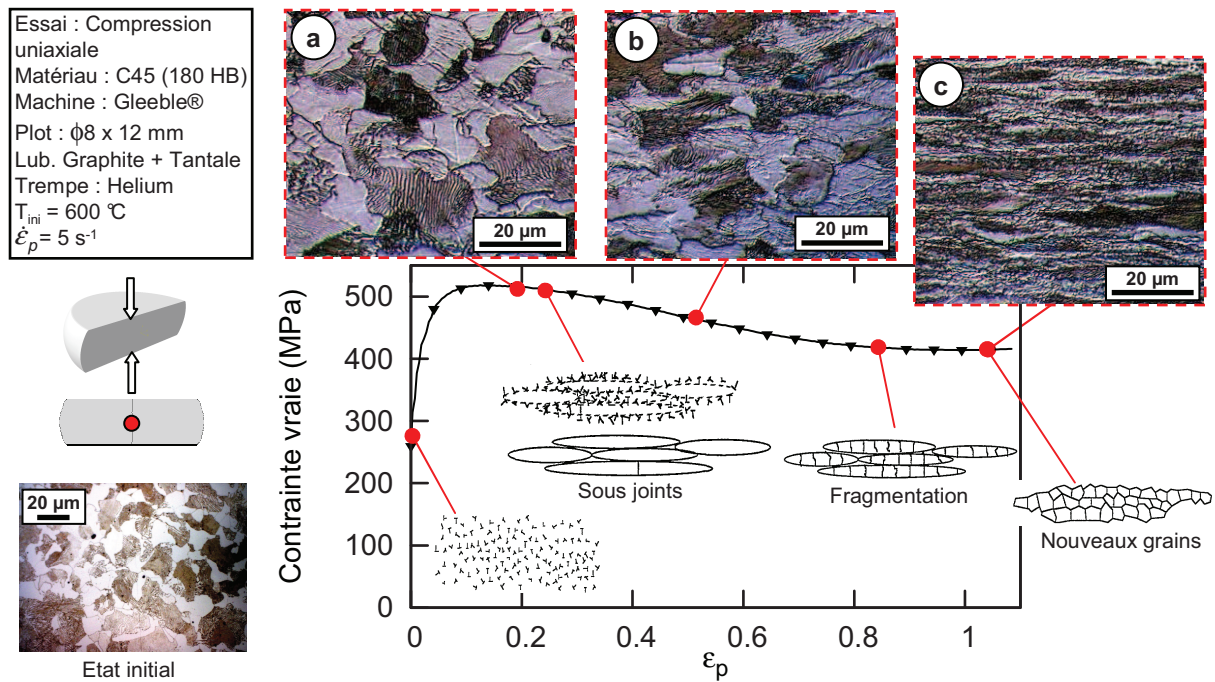 Essai : Compression
uniaxiale
Matériau : C45 (180 HB)
Machine : Gleeble®
Plot : ϕ8 x 12 mm
Lub. Graphite + Tantale
Trempe : Helium
T_ini = 600 °C
ε̇_p = 5 s⁻¹
a
20 µm
b
20 µm
c
20 µm
20 µm
Etat initial
Contrainte vraie (MPa)
500
400
300
200
100
0
0
0.2
0.4
0.6
0.8
1
ε_p
Sous joints
Fragmentation
Nouveaux grains